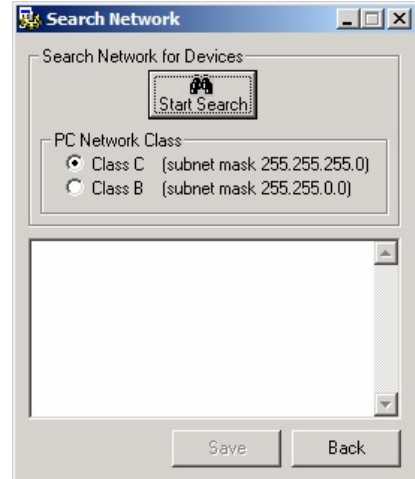 Search Network
Search Network for Devices
Start Search
PC Network Class
Class C (subnet mask 255.255.255.0)
Class B (subnet mask 255.255.0.0)
Save
Back